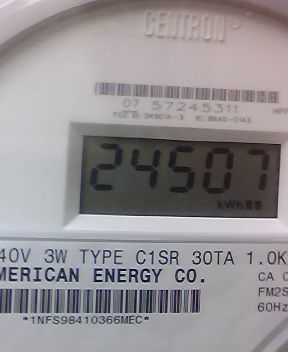 CENTRON®
07 57245311
24507
kWh
40V 3W TYPE C1SR 30TA 1.0K
MERICAN ENERGY CO.
CA
FM2S
60Hz
*1NFS98410366MEC*